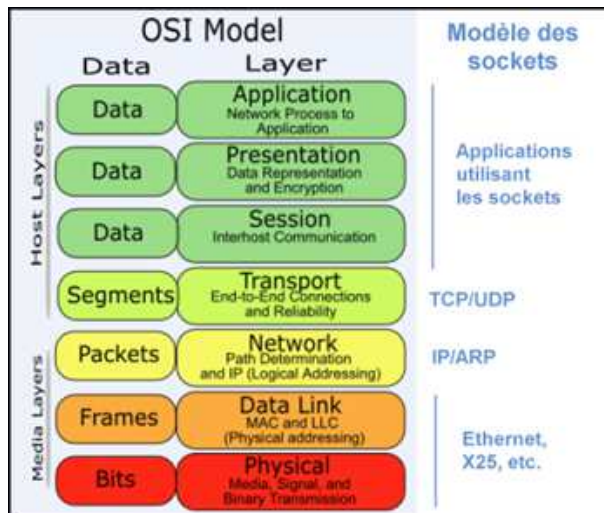 OSI Model
Modèle des
sockets
Data
Layer
Host Layers
Data
Application
Network Process to
Application
Data
Presentation
Data Representation
and Encryption
Data
Session
Interhost Communication
Applications
utilisant
les sockets
Segments
Transport
End-to-End Connections
and Reliability
TCP/UDP
Media Layers
Packets
Network
Path Determination
and IP (Logical Addressing)
IP/ARP
Frames
Data Link
MAC and LLC
(Physical addressing)
Bits
Physical
Media, Signal, and
Binary Transmission
Ethernet,
X25, etc.